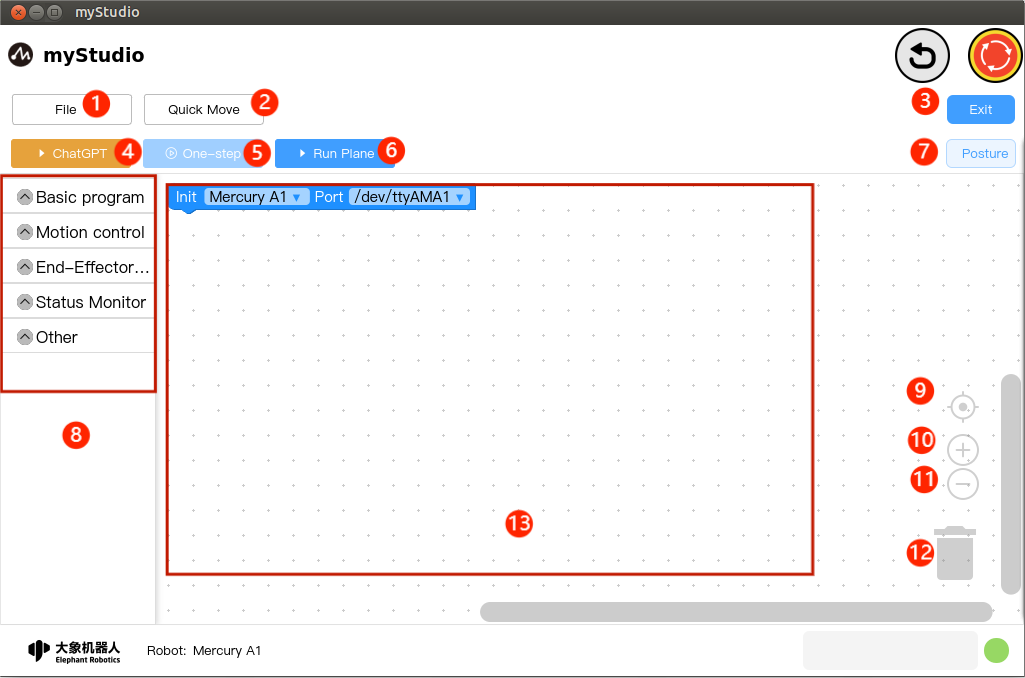 myStudio
myStudio
File 1 Quick Move 2 3 Exit
ChatGPT 4 One-step 5 Run Plane 6 7 Posture
Basic program
Motion control
End-Effector...
Status Monitor
Other
8
Init Mercury A1 ▼ Port /dev/ttyAMA1 ▼
9
10
11
12
13
大象机器人
Elephant Robotics
Robot: Mercury A1